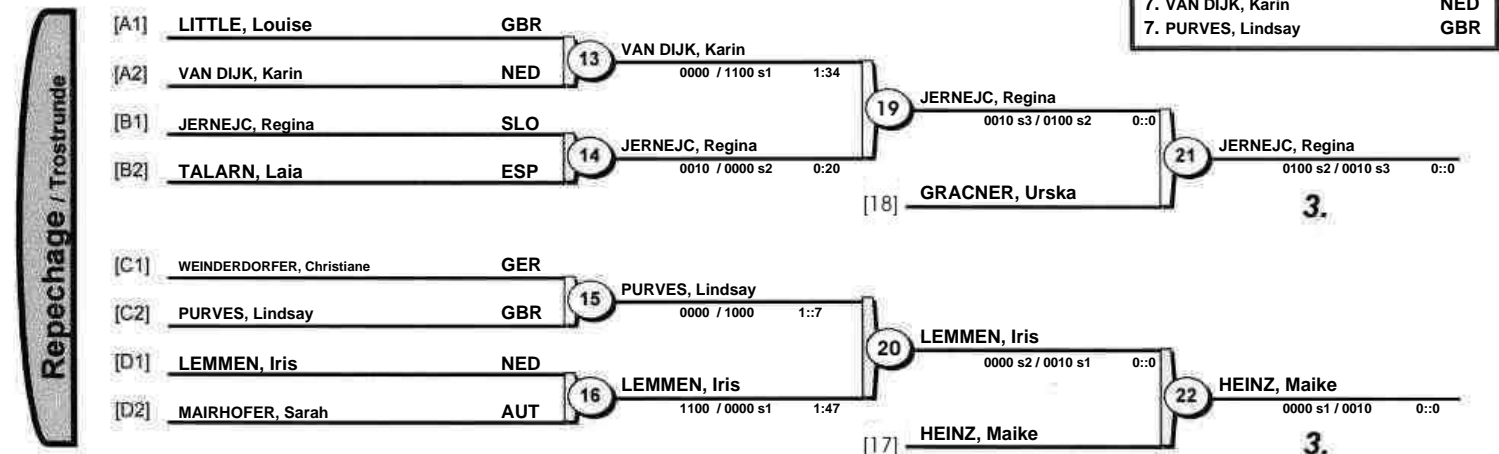 7. VAN DIJK, Karin NED
7. PURVES, Lindsay GBR
Repechage / Trostrunde
[A1] LITTLE, Louise GBR
[A2] VAN DIJK, Karin NED
13
VAN DIJK, Karin
0000 / 1100 s1 1:34
[B1] JERNEJC, Regina SLO
[B2] TALARN, Laia ESP
14
JERNEJC, Regina
0010 / 0000 s2 0:20
19
JERNEJC, Regina
0010 s3 / 0100 s2 0::0
[18] GRACNER, Urska
21
JERNEJC, Regina
0100 s2 / 0010 s3 0::0
3.
[C1] WEINDERDORFER, Christiane GER
[C2] PURVES, Lindsay GBR
15
PURVES, Lindsay
0000 / 1000 1::7
[D1] LEMMEN, Iris NED
[D2] MAIRHOFER, Sarah AUT
16
LEMMEN, Iris
1100 / 0000 s1 1:47
20
LEMMEN, Iris
0000 s2 / 0010 s1 0::0
[17] HEINZ, Maike
22
HEINZ, Maike
0000 s1 / 0010 0::0
3.